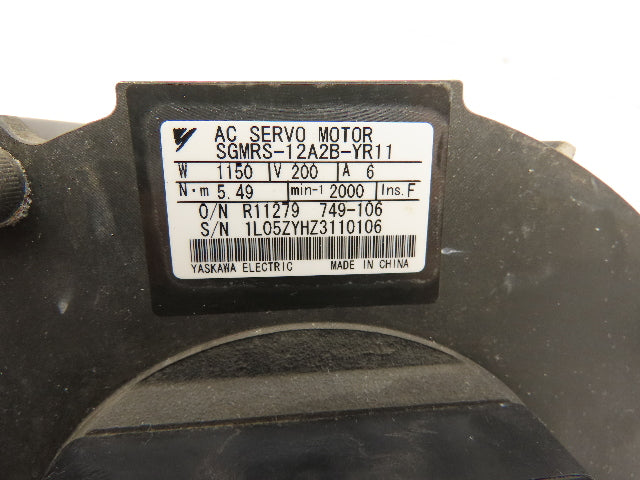 AC SERVO MOTOR
SGMRS-12A2B-YR11
W 1150 V 200 A 6
N·m 5.49 min-1 2000 Ins. F
O/N R11279 749-106
S/N 1L05ZYHZ3110106
YASKAWA ELECTRIC MADE IN CHINA